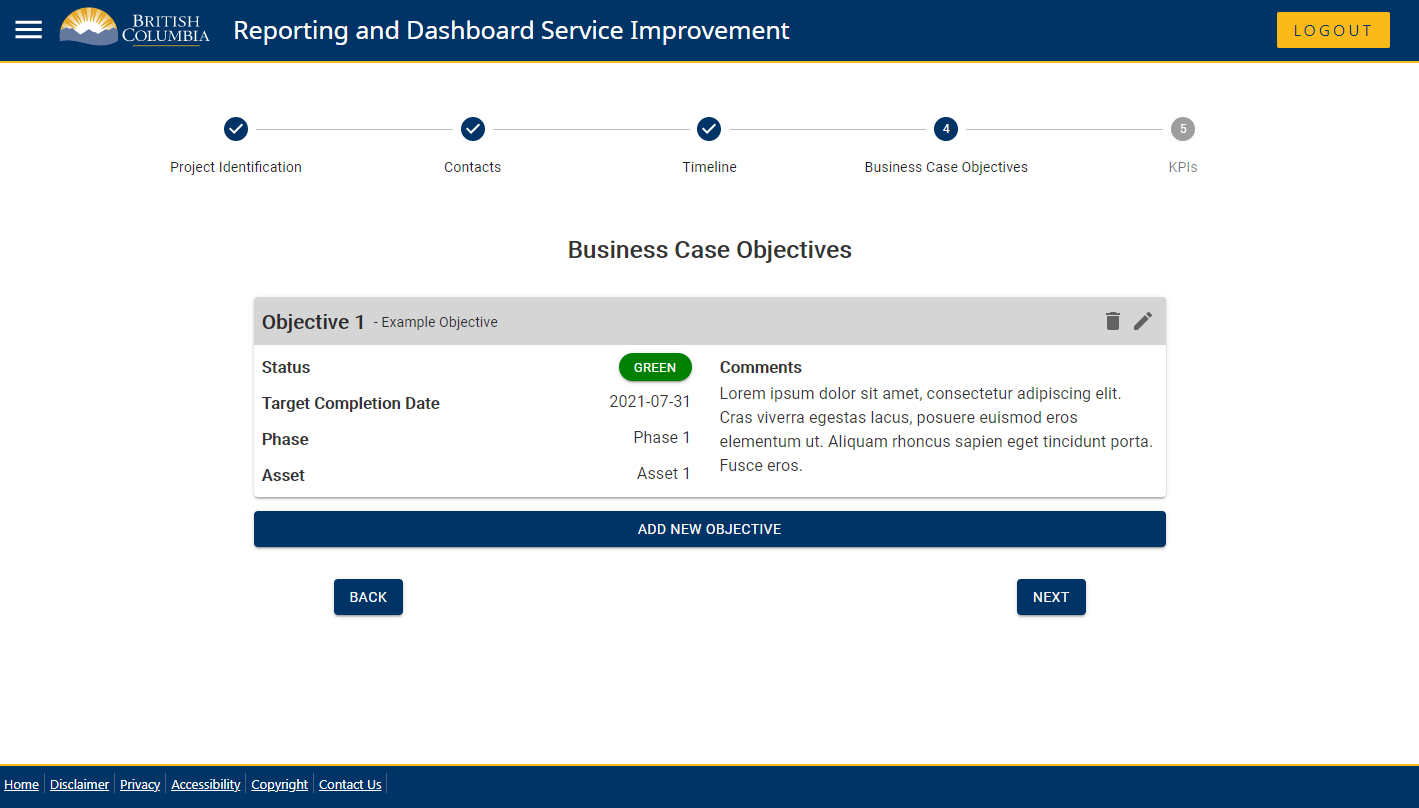 BRITISH
COLUMBIA
Reporting and Dashboard Service Improvement
LOGOUT
4
5
Project Identification
Contacts
Timeline
Business Case Objectives
KPIs
Business Case Objectives
Objective 1 - Example Objective
Status
GREEN
Target Completion Date
2021-07-31
Phase
Phase 1
Asset
Asset 1
Comments
Lorem ipsum dolor sit amet, consectetur adipiscing elit.
Cras viverra egestas lacus, posuere euismod eros
elementum ut. Aliquam rhoncus sapien eget tincidunt porta.
Fusce eros.
ADD NEW OBJECTIVE
BACK
NEXT
Home
Disclaimer
Privacy
Accessibility
Copyright
Contact Us